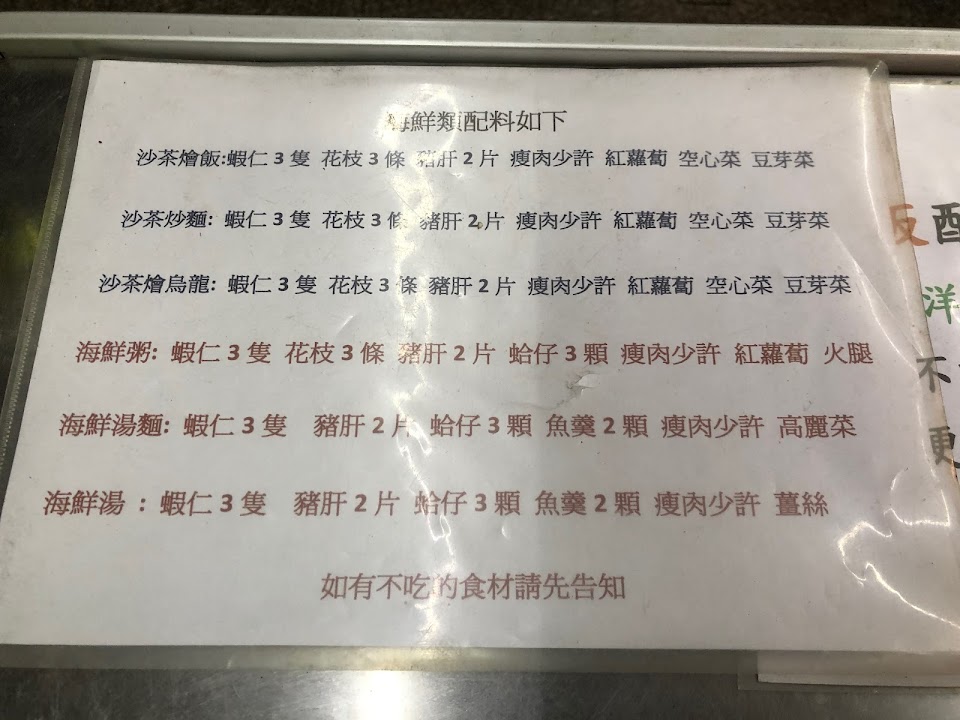 海鮮類配料如下
沙茶燴飯:蝦仁3隻 花枝3條 豬肝2片 瘦肉少許 紅蘿蔔 空心菜 豆芽菜
沙茶炒麵: 蝦仁3隻 花枝3條 豬肝2片 瘦肉少許 紅蘿蔔 空心菜 豆芽菜
沙茶燴烏龍: 蝦仁3隻 花枝3條 豬肝2片 瘦肉少許 紅蘿蔔 空心菜 豆芽菜
海鮮粥: 蝦仁3隻 花枝3條 豬肝2片 蛤仔3顆 瘦肉少許 紅蘿蔔 火腿
海鮮湯麵: 蝦仁3隻 豬肝2片 蛤仔3顆 魚羹2顆 瘦肉少許 高麗菜
海鮮湯 : 蝦仁3隻 豬肝2片 蛤仔3顆 魚羹2顆 瘦肉少許 薑絲
如有不吃的食材請先告知
配
洋
不
更